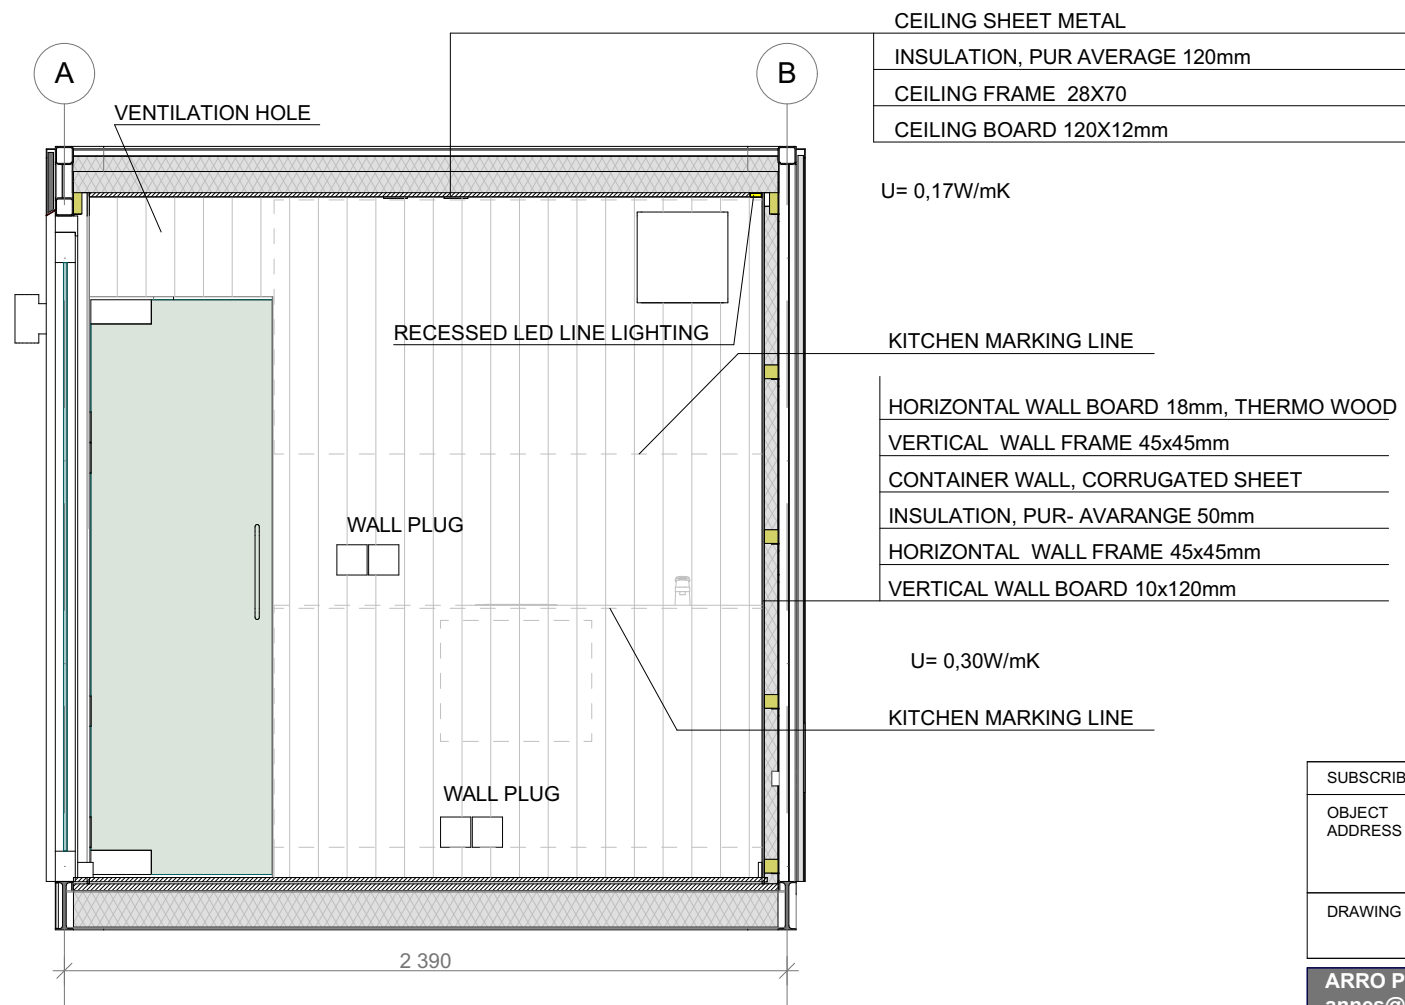 CEILING SHEET METAL
INSULATION, PUR AVERAGE 120mm
CEILING FRAME 28X70
CEILING BOARD 120X12mm
A
B
VENTILATION HOLE
U= 0,17W/mK
RECESSED LED LINE LIGHTING
KITCHEN MARKING LINE
HORIZONTAL WALL BOARD 18mm, THERMO WOOD
VERTICAL WALL FRAME 45x45mm
CONTAINER WALL, CORRUGATED SHEET
INSULATION, PUR- AVARANGE 50mm
HORIZONTAL WALL FRAME 45x45mm
VERTICAL WALL BOARD 10x120mm
WALL PLUG
U= 0,30W/mK
KITCHEN MARKING LINE
WALL PLUG
SUBSCRIB
OBJECT
ADDRESS
DRAWING
2 390
ARRO P